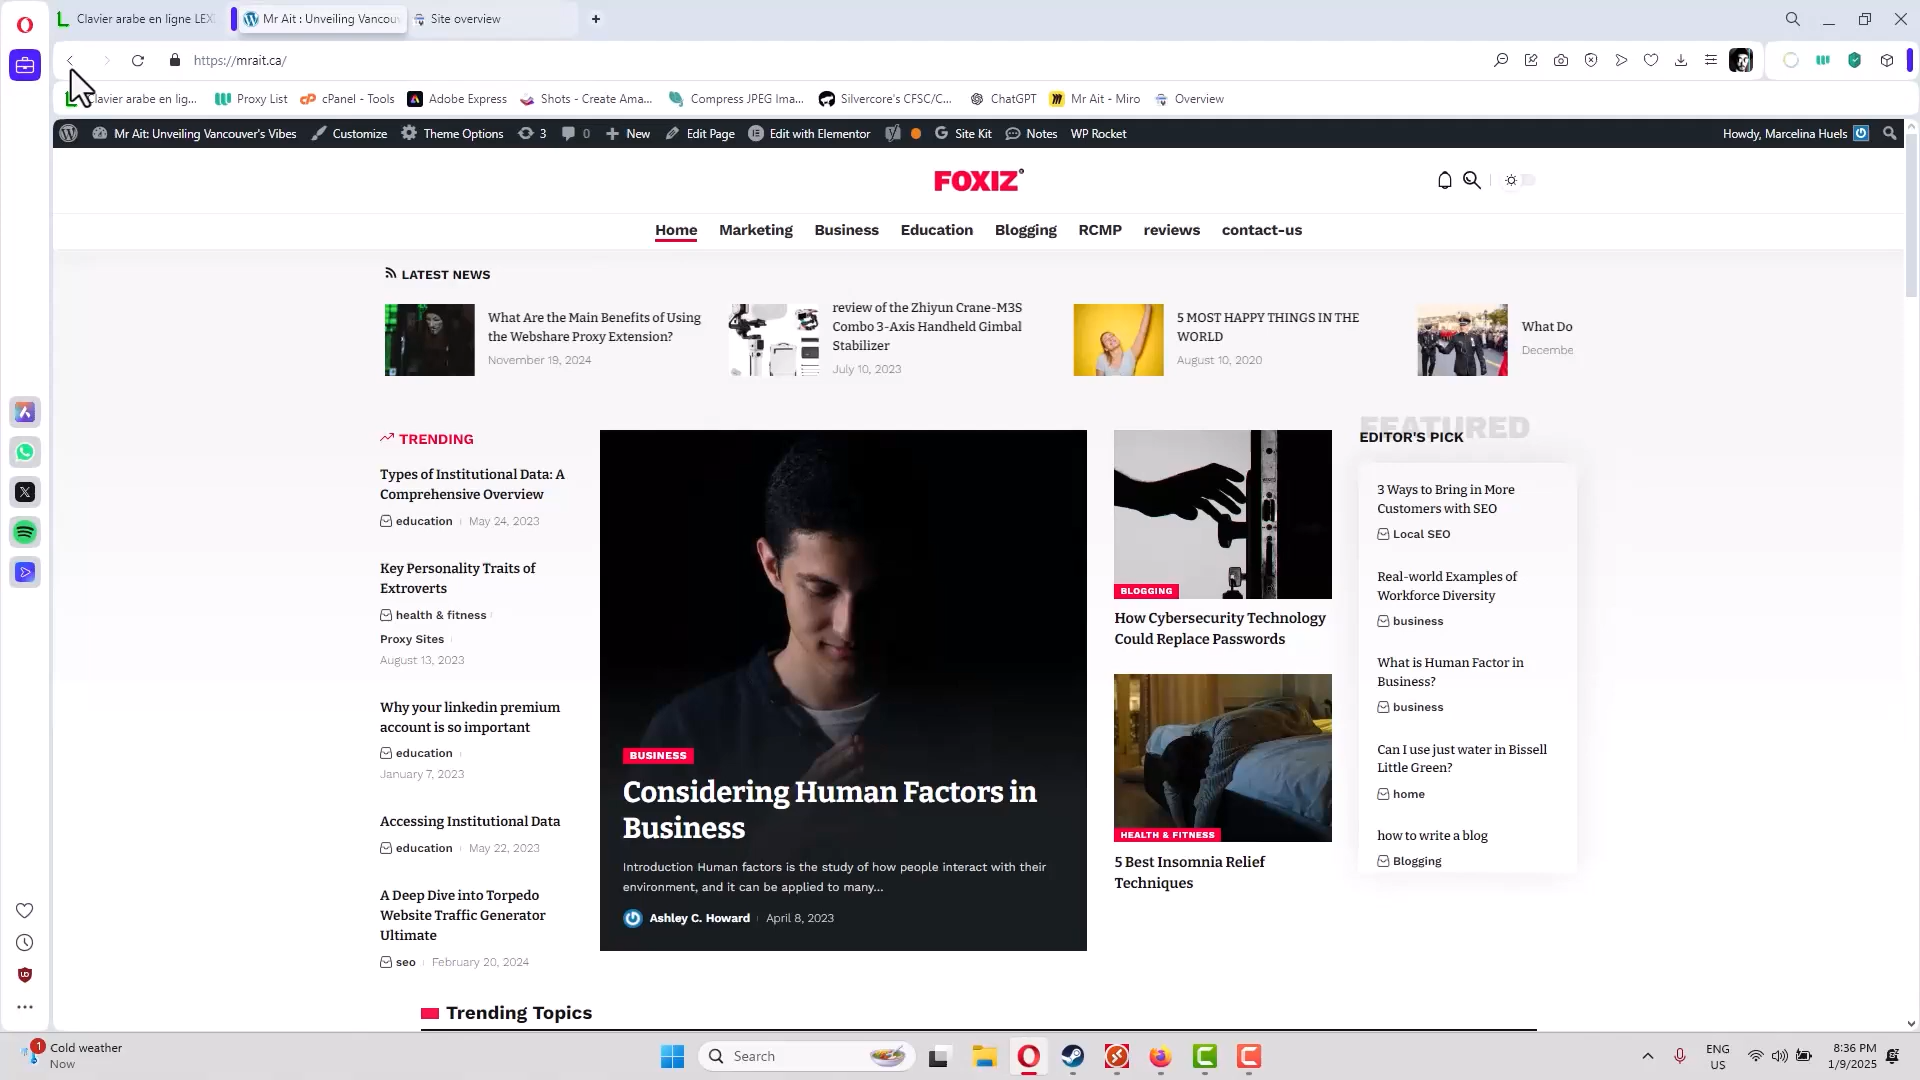 Clavier arabe en ligne LEXI
Mr Ait : Unveiling Vancouv
Site overview
https://mrait.ca/
Clavier arabe en lig...
Proxy List
cPanel - Tools
Adobe Express
Shots - Create Ama...
Compress JPEG Ima...
Silvercore's CFSC/C...
ChatGPT
Mr Ait - Miro
Overview
Mr Ait: Unveiling Vancouver's Vibes
Customize
Theme Options
3
0
New
Edit Page
Edit with Elementor
Site Kit
Notes
WP Rocket
Howdy, Marcelina Huels
FOXIZ
Home
Marketing
Business
Education
Blogging
RCMP
reviews
contact-us
LATEST NEWS
What Are the Main Benefits of Using
the Webshare Proxy Extension?
November 19, 2024
review of the Zhiyun Crane-M3S
Combo 3-Axis Handheld Gimbal
Stabilizer
July 10, 2023
5 MOST HAPPY THINGS IN THE
WORLD
August 10, 2020
What Do
Decembe
TRENDING
Types of Institutional Data: A
Comprehensive Overview
education
May 24, 2023
Key Personality Traits of
Extroverts
health & fitness
Proxy Sites
August 13, 2023
Why your linkedin premium
account is so important
education
January 7, 2023
Accessing Institutional Data
education
May 22, 2023
A Deep Dive into Torpedo
Website Traffic Generator
Ultimate
seo
February 20, 2024
BUSINESS
Considering Human Factors in
Business
Introduction Human factors is the study of how people interact with their
environment, and it can be applied to many...
Ashley C. Howard
April 8, 2023
BLOGGING
How Cybersecurity Technology
Could Replace Passwords
HEALTH & FITNESS
5 Best Insomnia Relief
Techniques
FEATURED
EDITOR'S PICK
3 Ways to Bring in More
Customers with SEO
Local SEO
Real-world Examples of
Workforce Diversity
business
What is Human Factor in
Business?
business
Can I use just water in Bissell
Little Green?
home
how to write a blog
Blogging
Trending Topics
1
Cold weather
Now
Search
ENG
US
8:36 PM
1/9/2025